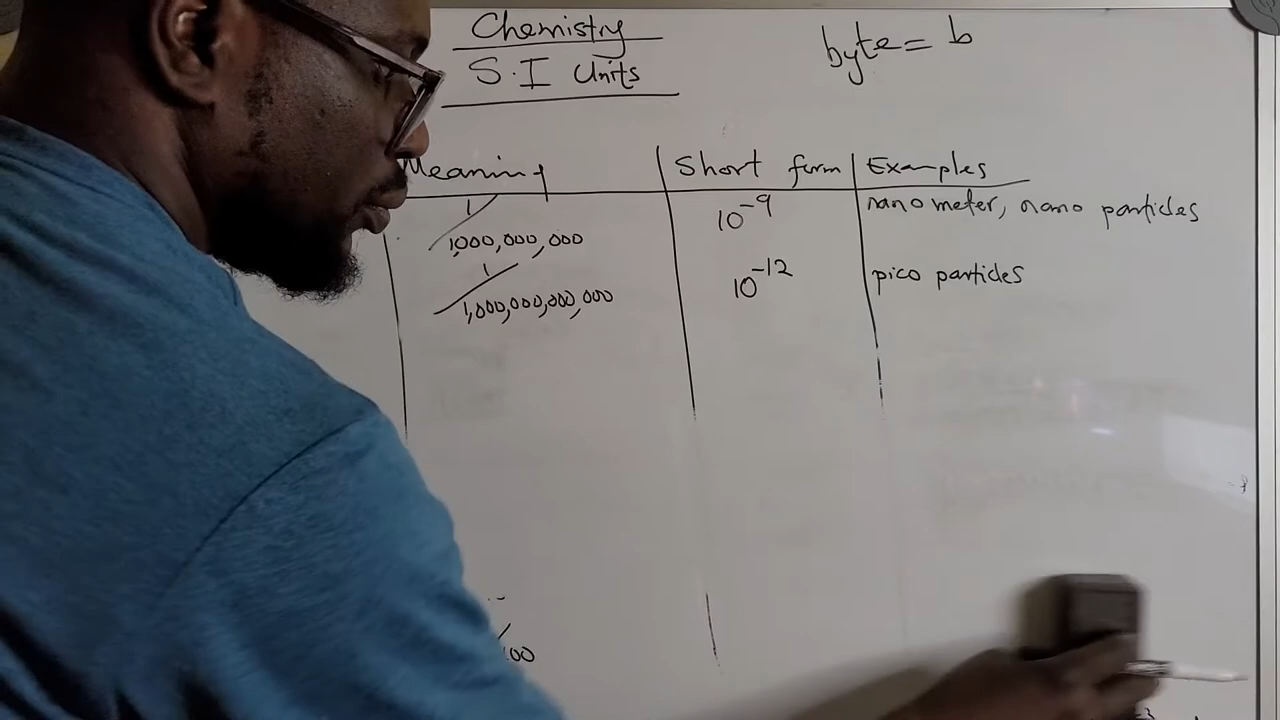 Chemistry
S.I Units
byte = b
Meaning | Short form | Examples
1/1,000,000,000 | 10⁻⁹ | nano meter, nano particles
1/1,000,000,000,000 | 10⁻¹² | pico particles